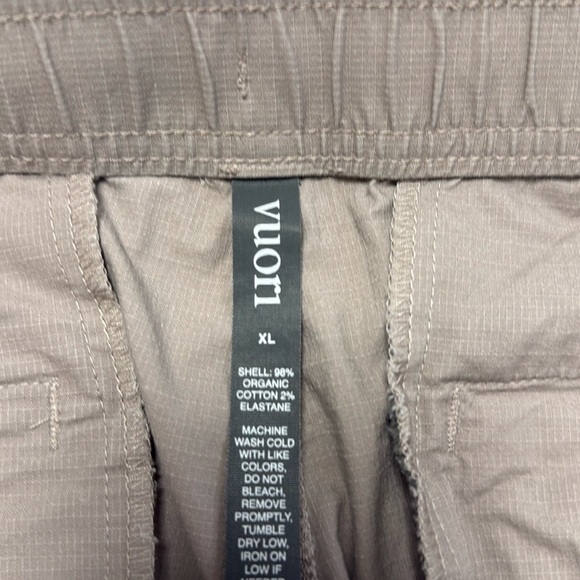 vuori
XL
SHELL: 98%
ORGANIC
COTTON 2%
ELASTANE
MACHINE
WASH COLD
WITH LIKE
COLORS,
DO NOT
BLEACH,
REMOVE
PROMPTLY,
TUMBLE
DRY LOW,
IRON ON
LOW IF